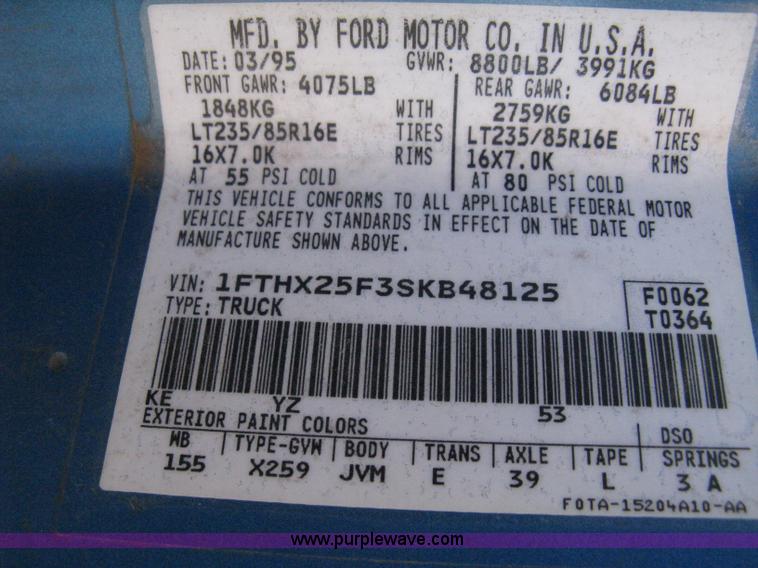 MFD. BY FORD MOTOR CO. IN U.S.A.
DATE: 03/95 GVWR: 8800LB/ 3991KG
FRONT GAWR: 4075LB REAR GAWR: 6084LB
1848KG WITH 2759KG WITH
LT235/85R16E TIRES LT235/85R16E TIRES
16X7.0K RIMS 16X7.0K RIMS
AT 55 PSI COLD AT 80 PSI COLD
THIS VEHICLE CONFORMS TO ALL APPLICABLE FEDERAL MOTOR
VEHICLE SAFETY STANDARDS IN EFFECT ON THE DATE OF
MANUFACTURE SHOWN ABOVE.
VIN: 1FTHX25F3SKB48125 F0062
TYPE: TRUCK T0364
KE YZ 53
EXTERIOR PAINT COLORS DSO
WB TYPE-GVW BODY TRANS AXLE TAPE SPRINGS
155 X259 JVM E 39 L 3 A
F0TA-15204A10-AA
www.purplewave.com